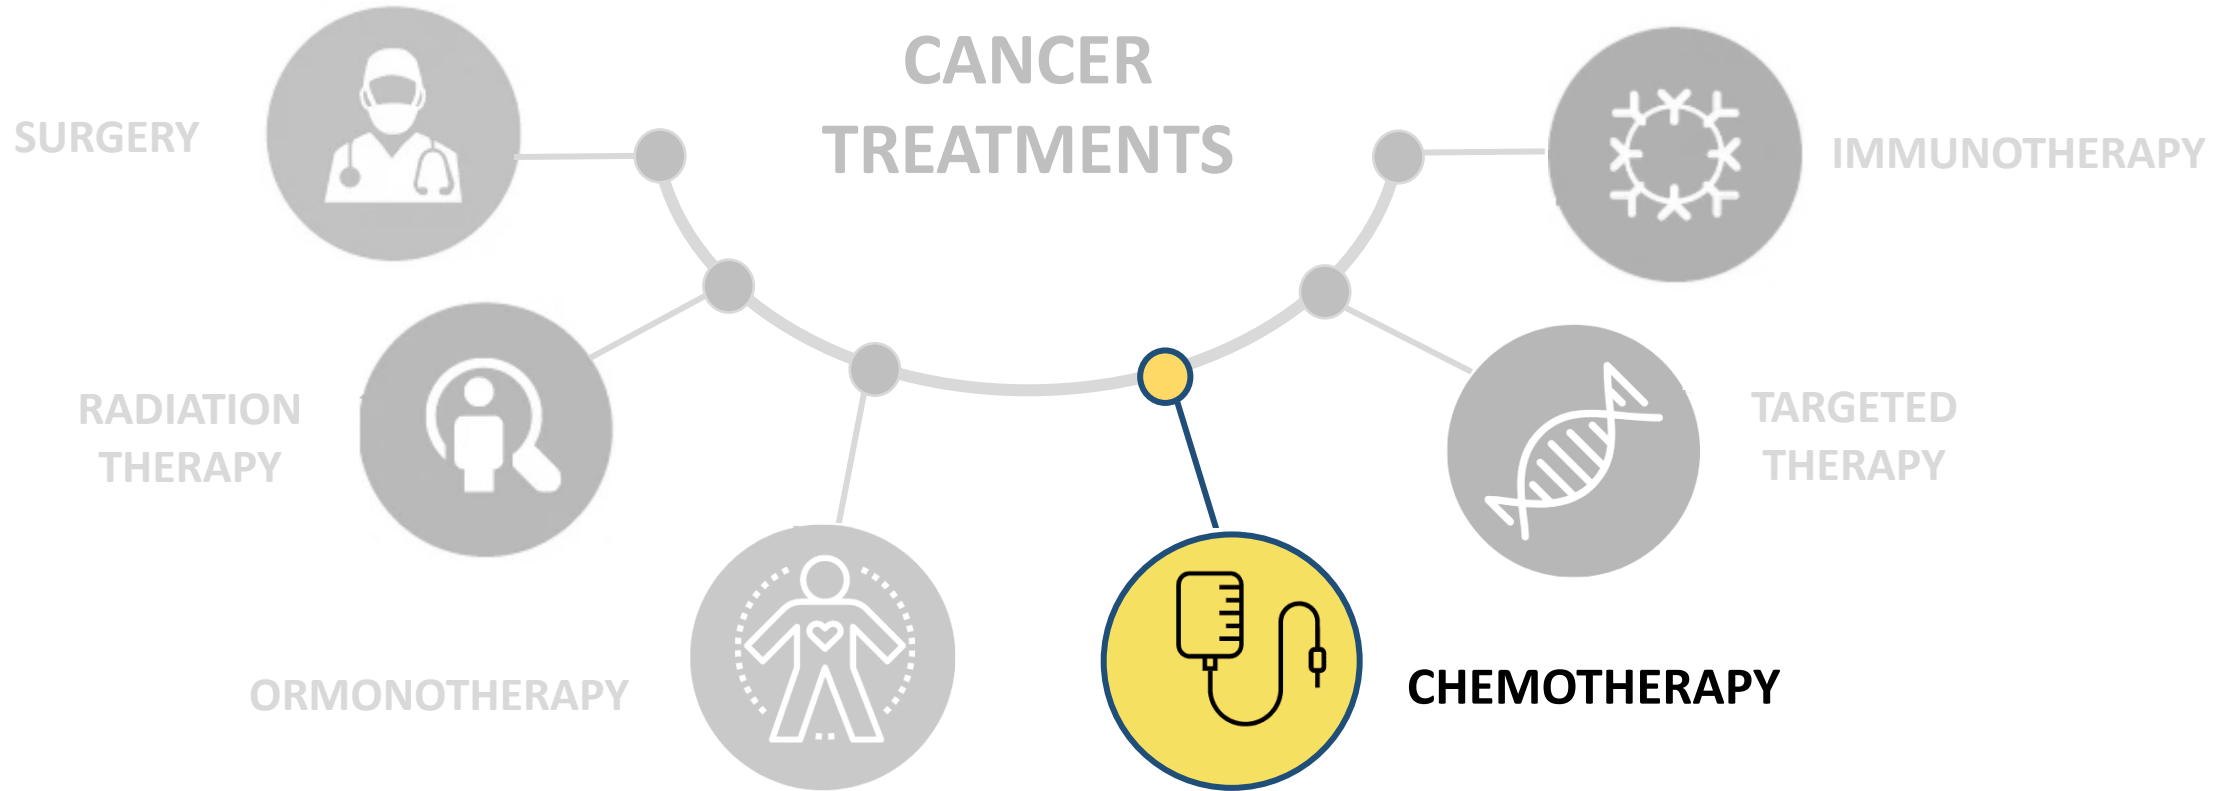 CANCER
TREATMENTS
SURGERY
RADIATION
THERAPY
ORMONOTHERAPY
CHEMOTHERAPY
TARGETED
THERAPY
IMMUNOTHERAPY